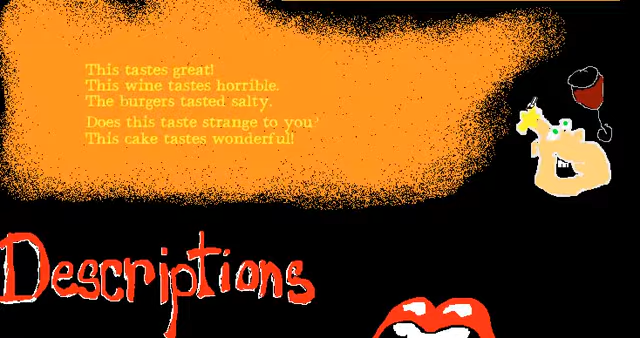 This tastes great!
This wine tastes horrible.
The burgers tasted salty.
Does this taste strange to you?
This cake tastes wonderful!
Descriptions